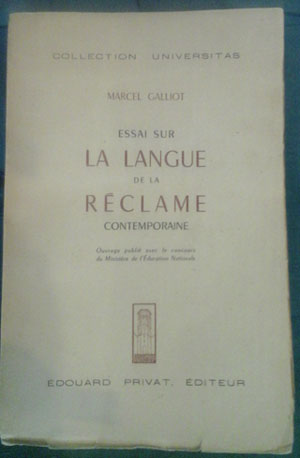 COLLECTION UNIVERSITAS
MARCEL GALLIOT
ESSAI SUR
LA LANGUE
DE LA
RÉCLAME
CONTEMPORAINE
Ouvrage publié avec le concours
du Ministère de l'Éducation Nationale
ÉDOUARD PRIVAT, ÉDITEUR